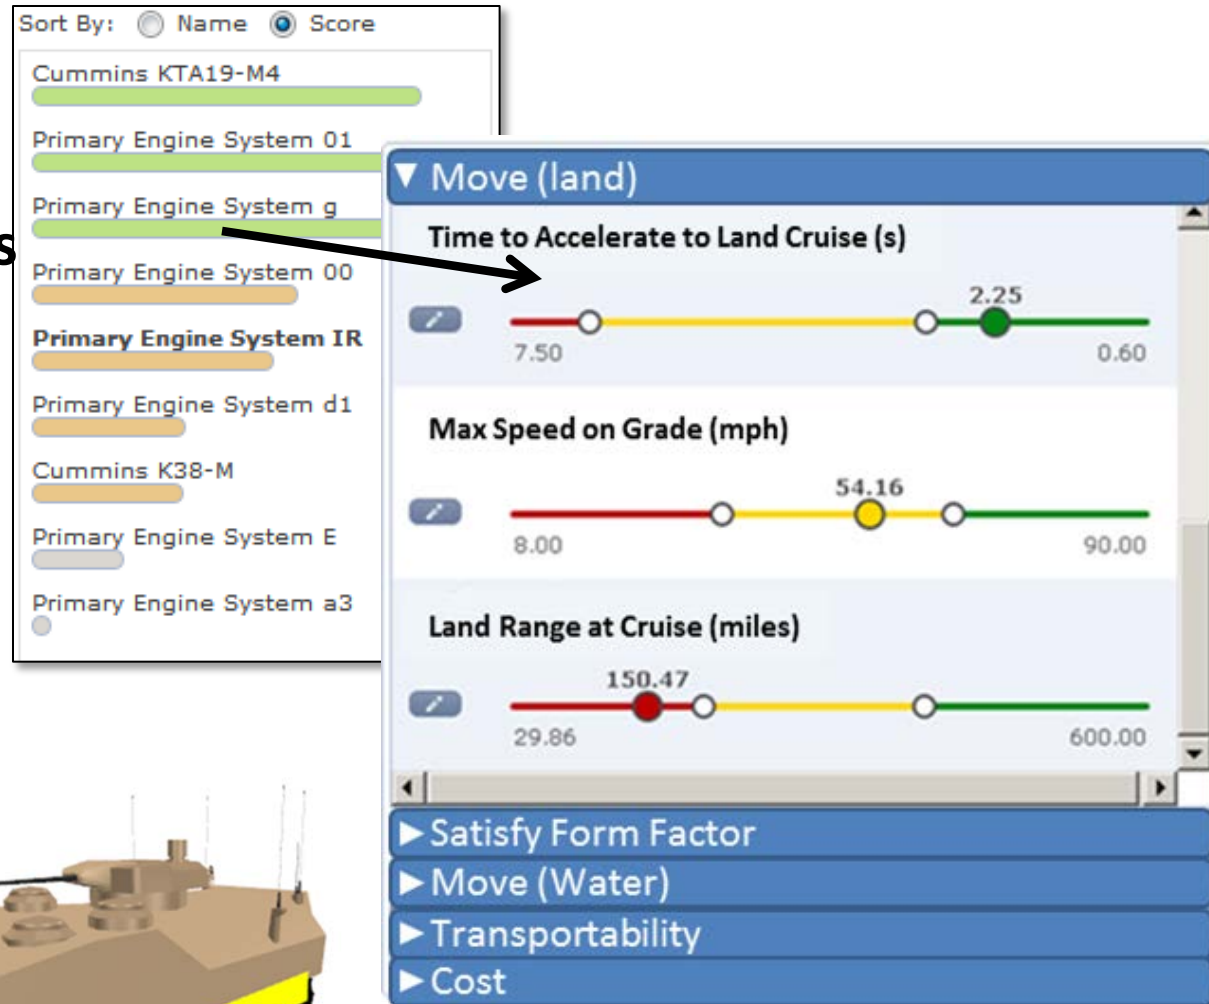 Sort By: Name Score
Cummins KTA19-M4
Primary Engine System 01
Primary Engine System g
s
Primary Engine System 00
Primary Engine System IR
Primary Engine System d1
Cummins K38-M
Primary Engine System E
Primary Engine System a3
Move (land)
Time to Accelerate to Land Cruise (s)
2.25
7.50 0.60
Max Speed on Grade (mph)
54.16
8.00 90.00
Land Range at Cruise (miles)
150.47
29.86 600.00
Satisfy Form Factor
Move (Water)
Transportability
Cost